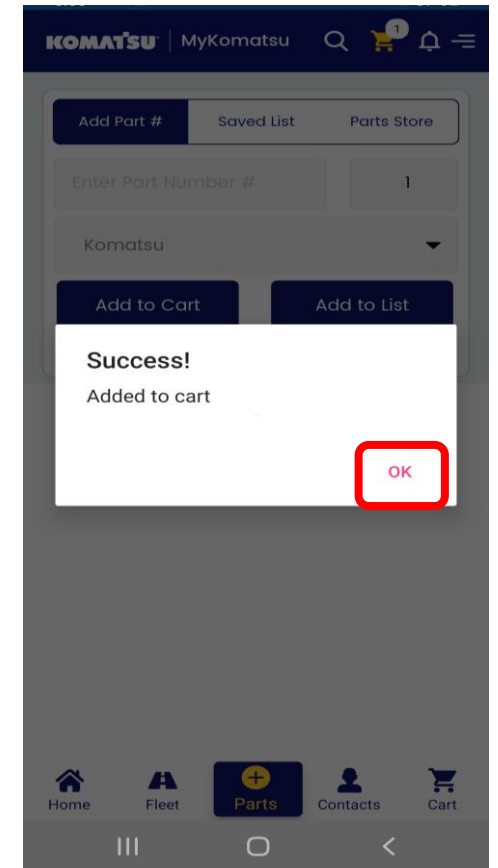 KOMATSU | MyKomatsu 1
Add Part # Saved List Parts Store
Enter Part Number # 1
Komatsu
Add to Cart Add to List
Success!
Added to cart
OK
Home Fleet Parts Contacts Cart